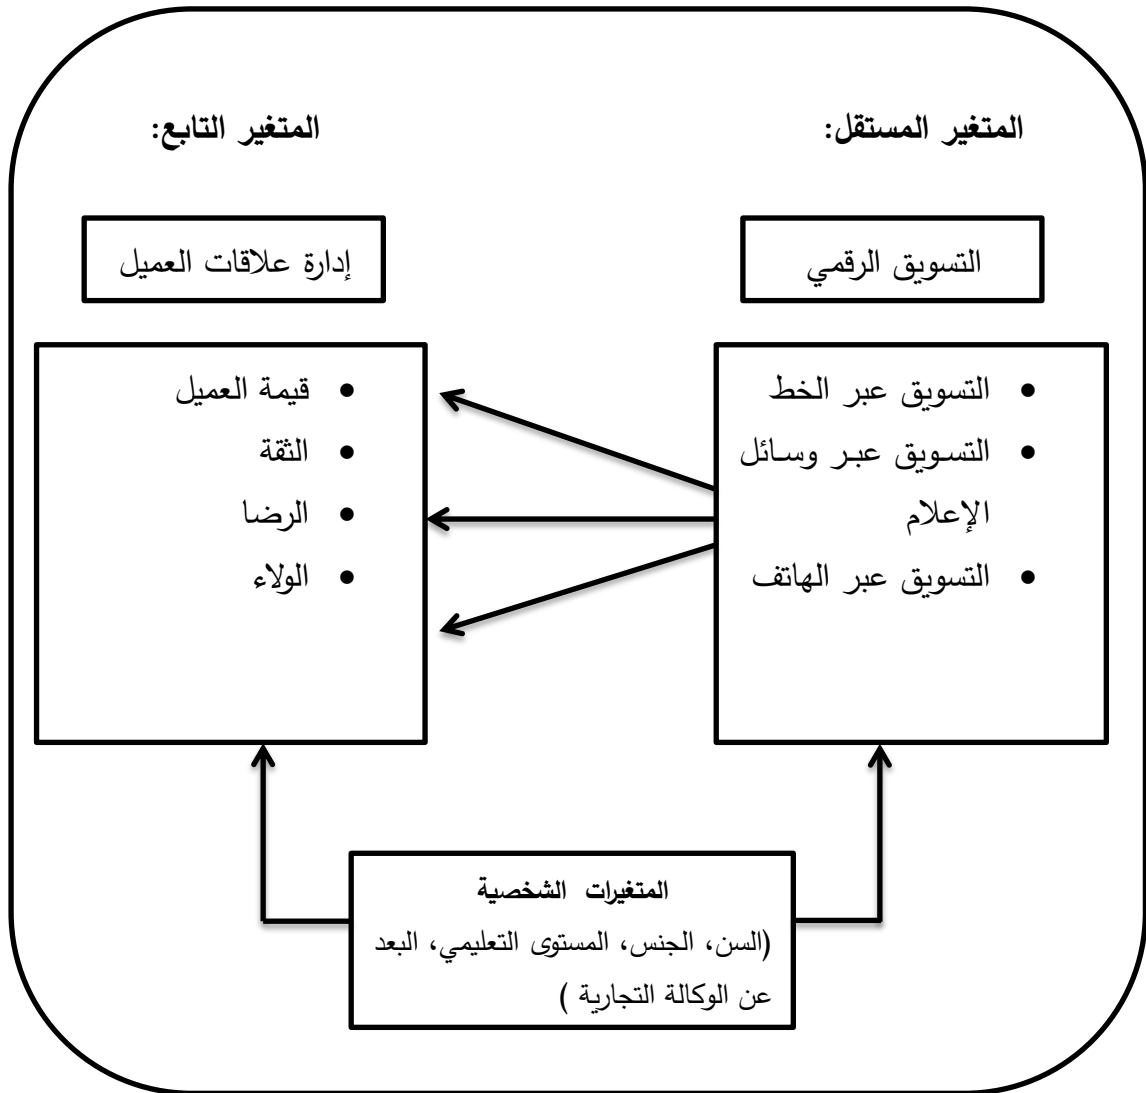 المتغير المستقل:
المتغير التابع:
التسويق الرقمي
إدارة علاقات العميل
• التسويق عبر الخط
• التسويق عبر وسائل
الإعلام
• التسويق عبر الهاتف
• قيمة العميل
• الثقة
• الرضا
• الولاء
المتغيرات الشخصية
(السن، الجنس، المستوى التعليمي، البعد
عن الوكالة التجارية )